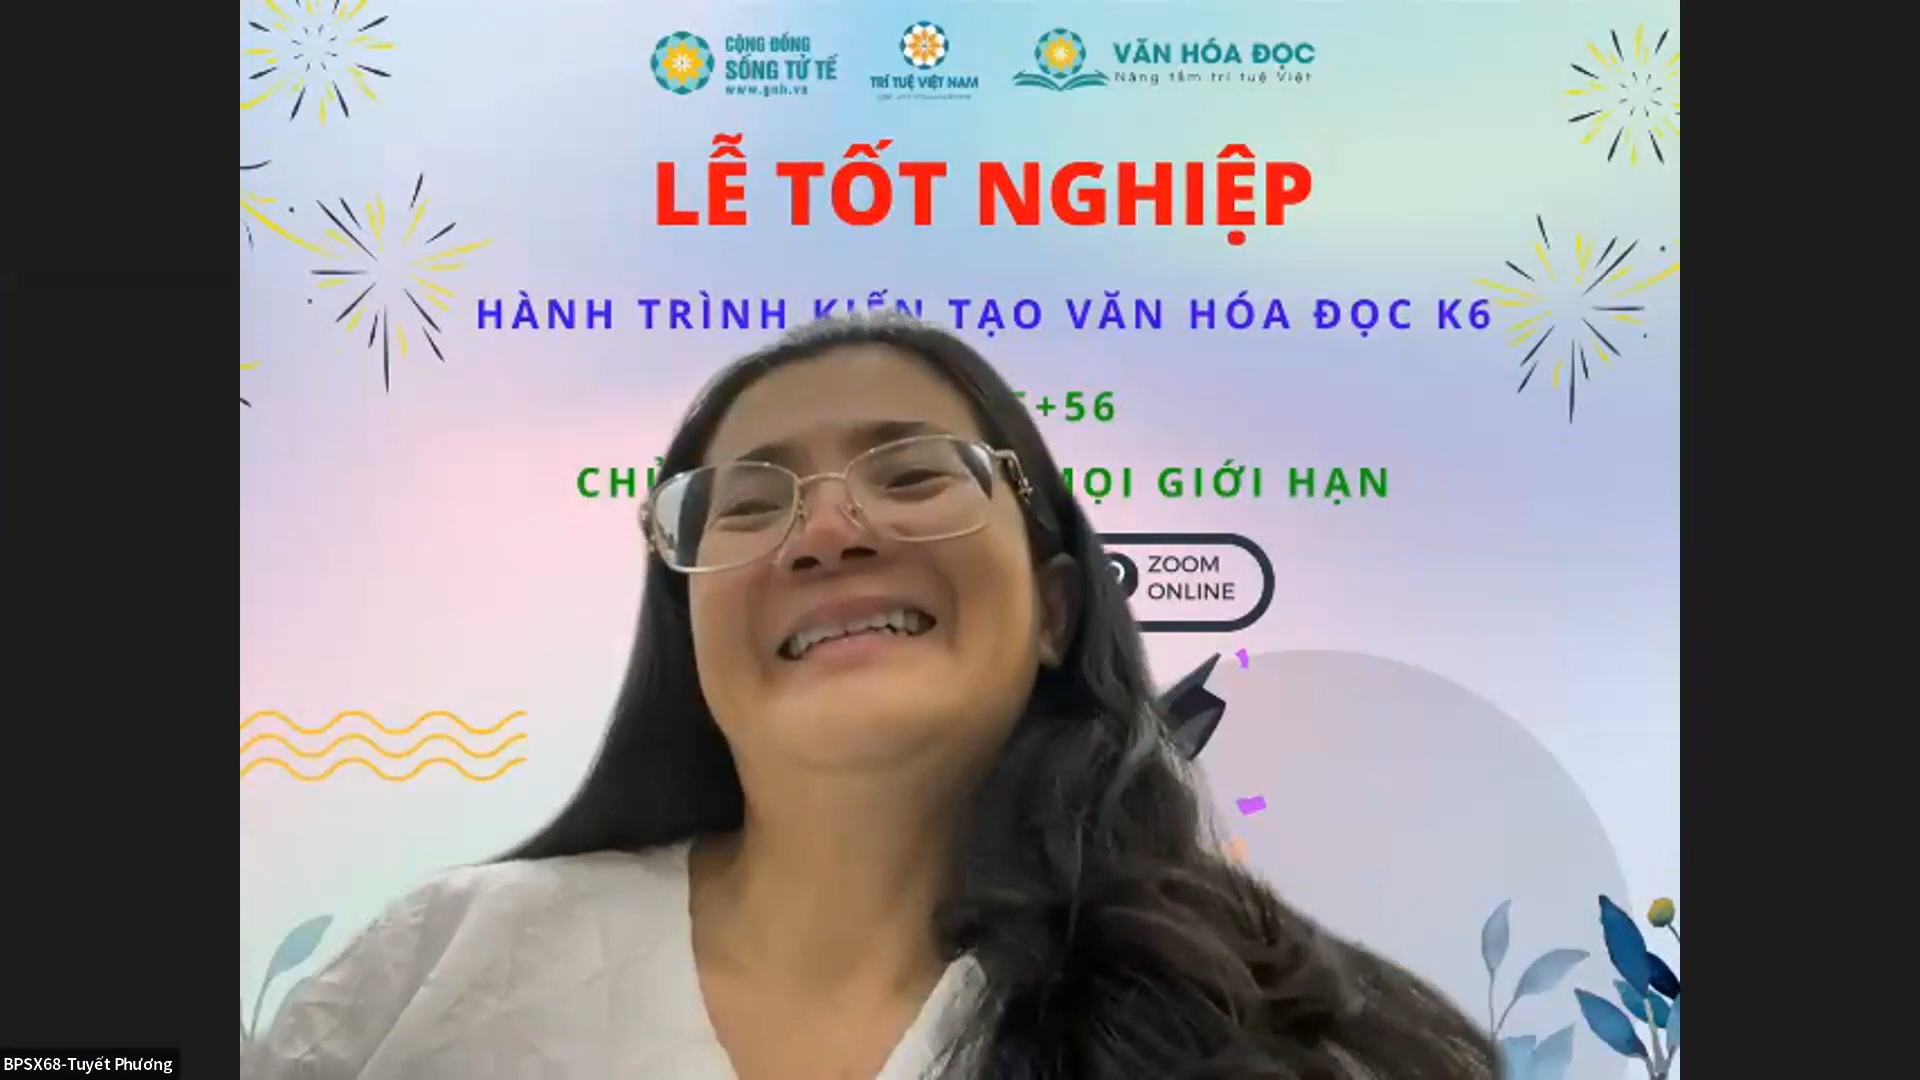 CỘNG ĐỒNG
SỐNG TỬ TẾ
www.gnh.vn
TRÍ TUỆ VIỆT NAM
VĂN HÓA ĐỌC
Nâng tầm trí tuệ Việt
LỄ TỐT NGHIỆP
HÀNH TRÌNH KIẾN TẠO VĂN HÓA ĐỌC K6
+56
MỌI GIỚI HẠN
ZOOM
ONLINE
BPSX68-Tuyết Phương